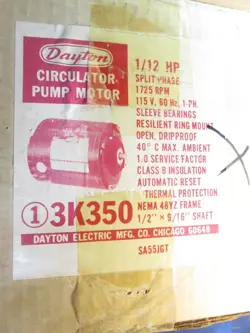 Dayton
CIRCULATOR
PUMP MOTOR
1/12 HP
SPLIT PHASE
1725 RPM
115 V, 60 Hz, 1-PH.
SLEEVE BEARINGS
RESILIENT RING MOUNT
OPEN, DRIPPROOF
40° C MAX. AMBIENT
1.0 SERVICE FACTOR
CLASS B INSULATION
AUTOMATIC RESET
THERMAL PROTECTION
NEMA 48YZ FRAME
1/2" × 9/16" SHAFT
1 3K350
DAYTON ELECTRIC MFG. CO. CHICAGO 60648
SA55JGT